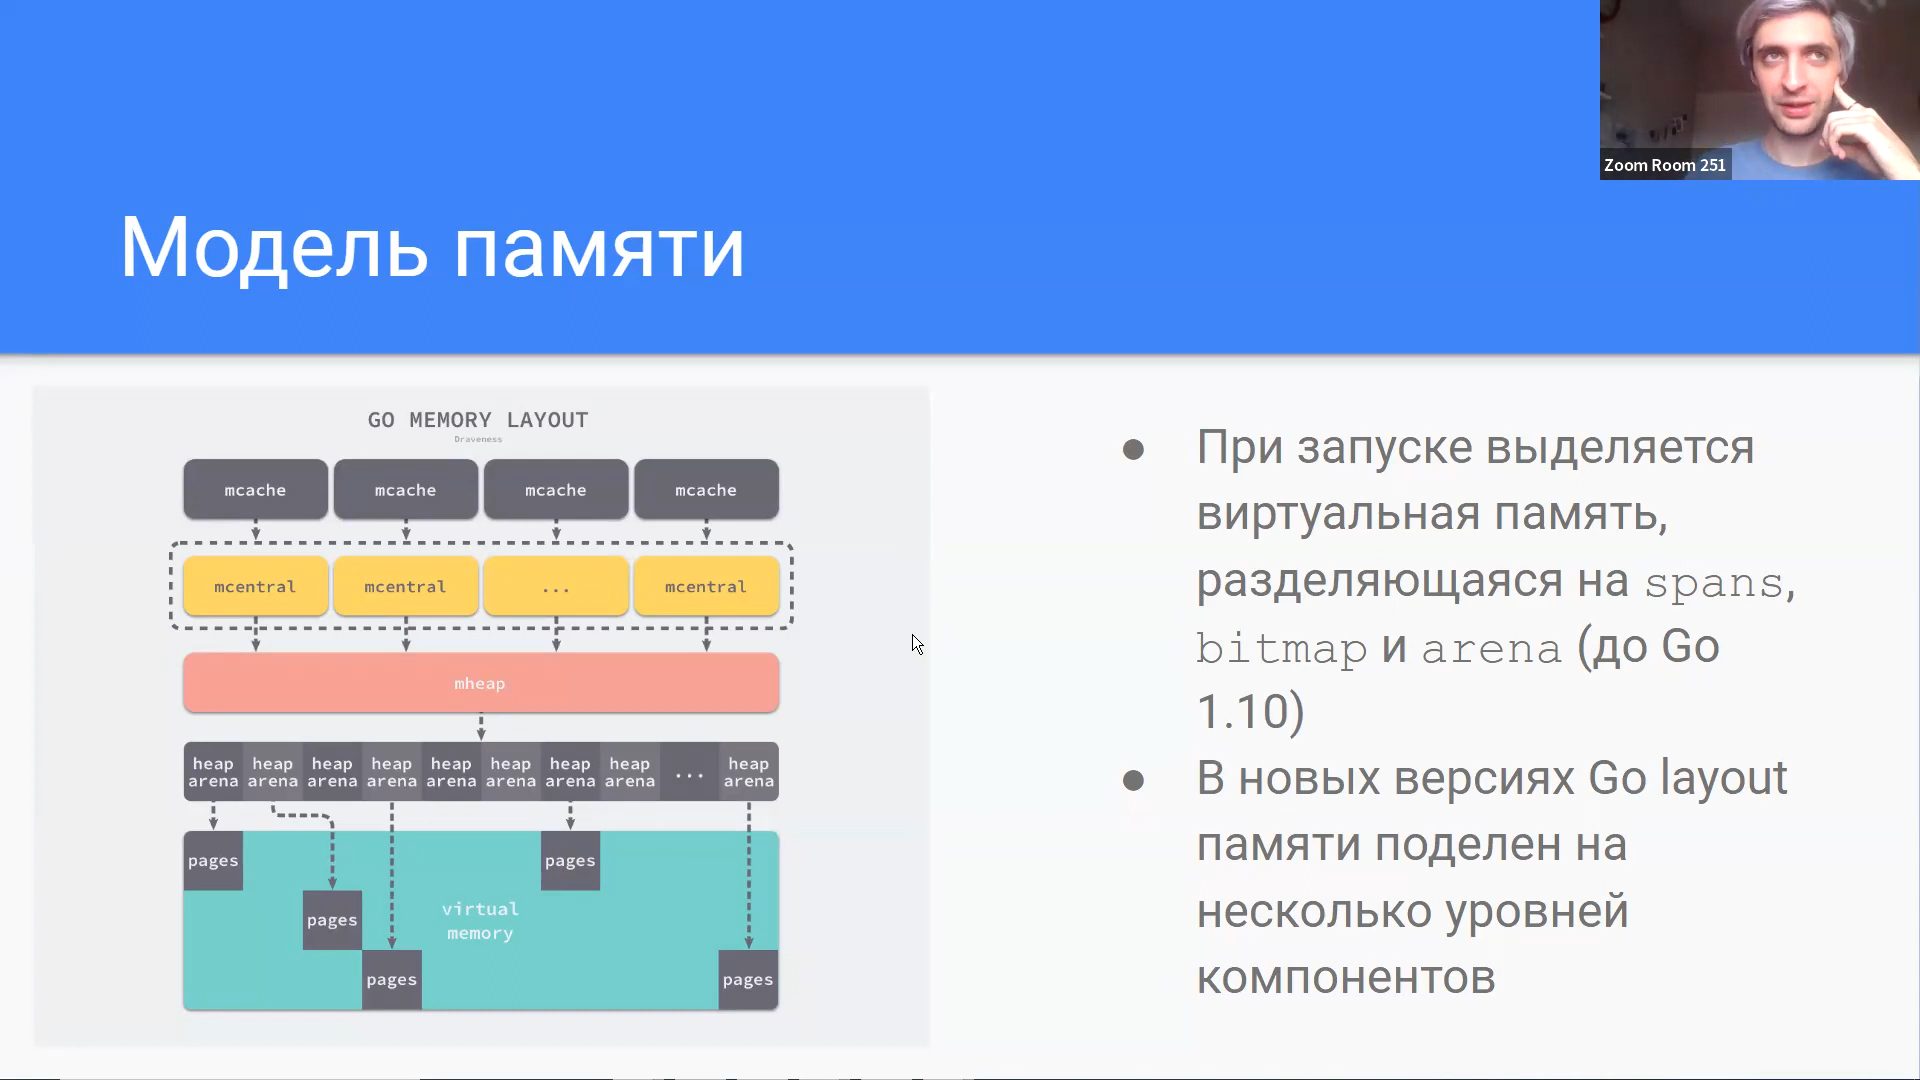 Zoom Room 251
Модель памяти
GO MEMORY LAYOUT
Draveness
mcache mcache mcache mcache
mcentral mcentral ... mcentral
mheap
heap heap heap heap heap heap heap heap ... heap
arena arena arena arena arena arena arena arena arena
pages pages
pages
virtual
memory
pages pages
● При запуске выделяется
виртуальная память,
разделяющаяся на spans,
bitmap и arena (до Go
1.10)
● В новых версиях Go layout
памяти поделен на
несколько уровней
компонентов